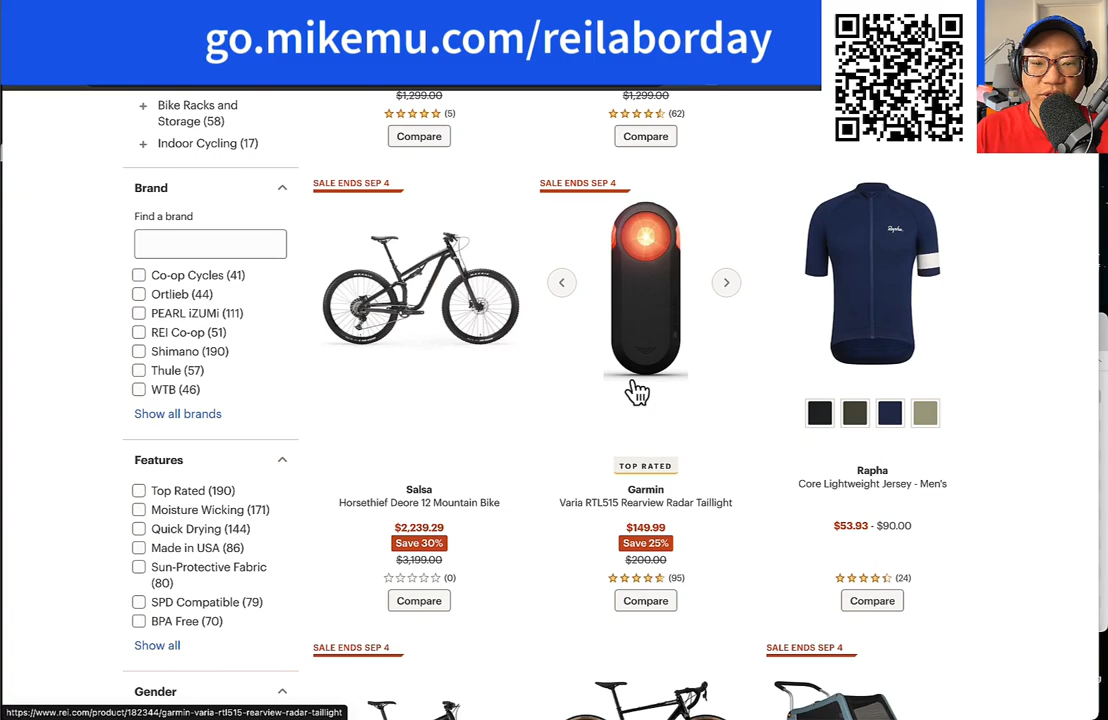 go.mikemu.com/reilaborday
+ Bike Racks and
Storage (58)
+ Indoor Cycling (17)
$1,299.00
(5)
Compare
$1,299.00
(62)
Compare
Brand
Find a brand
Co-op Cycles (41)
Ortlieb (44)
PEARL iZUMi (111)
REI Co-op (51)
Shimano (190)
Thule (57)
WTB (46)
Show all brands
Features
Top Rated (190)
Moisture Wicking (171)
Quick Drying (144)
Made in USA (86)
Sun-Protective Fabric
(80)
SPD Compatible (79)
BPA Free (70)
Show all
Gender
SALE ENDS SEP 4
Salsa
Horsethief Deore 12 Mountain Bike
$2,239.29
Save 30%
$3,199.00
(0)
Compare
SALE ENDS SEP 4
TOP RATED
Garmin
Varia RTL515 Rearview Radar Taillight
$149.99
Save 25%
$200.00
(95)
Compare
Rapha
Rapha
Core Lightweight Jersey - Men's
$53.93 - $90.00
(24)
Compare
SALE ENDS SEP 4
SALE ENDS SEP 4
https://www.rei.com/product/182344/garmin-varia-rtl515-rearview-radar-taillight